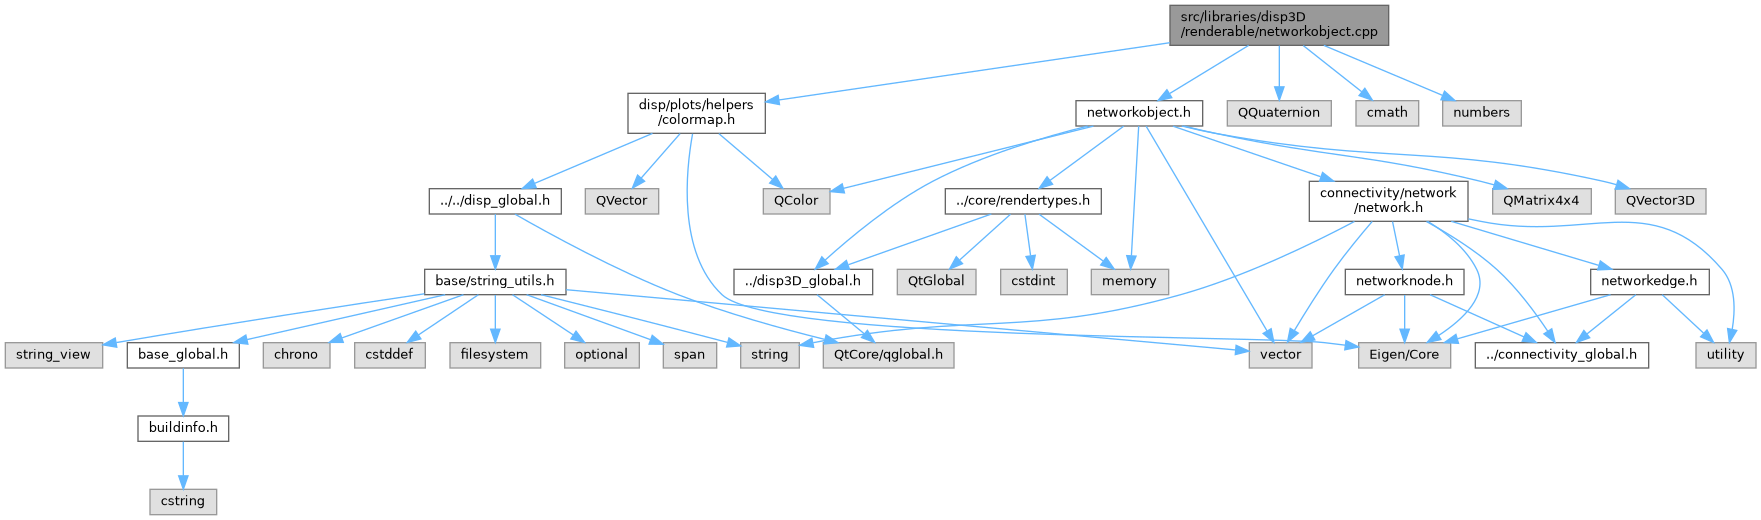 src/libraries/disp3D
/renderable/networkobject.cpp
disp/plots/helpers
/colormap.h
networkobject.h
QQuaternion
cmath
numbers
../../disp_global.h
QVector
QColor
../core/rendertypes.h
connectivity/network
/network.h
QMatrix4x4
QVector3D
base/string_utils.h
../disp3D_global.h
QtGlobal
cstdint
memory
networknode.h
networkedge.h
string_view
base_global.h
chrono
cstddef
filesystem
optional
span
string
QtCore/qglobal.h
vector
Eigen/Core
../connectivity_global.h
utility
buildinfo.h
cstring